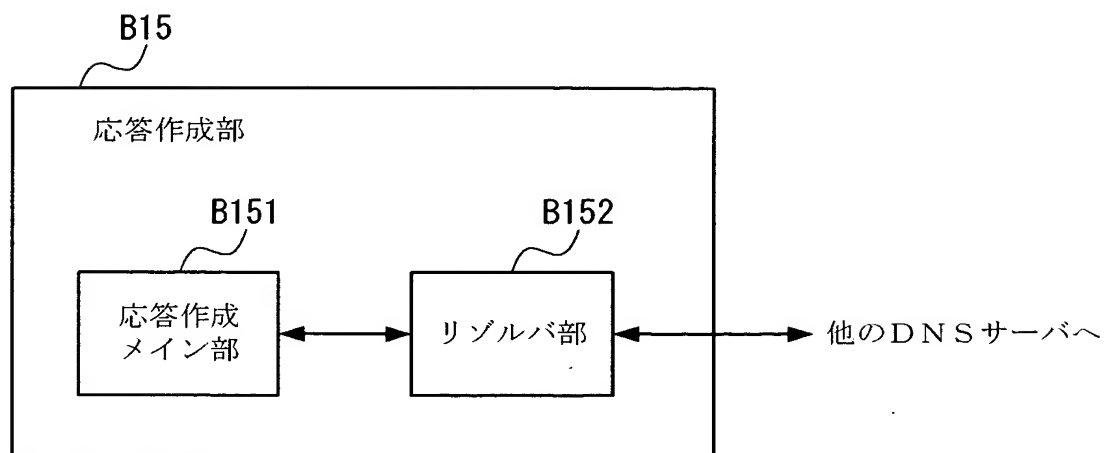 B15
応答作成部
B151
B152
応答作成
メイン部
リゾルバ部
他のDNSサーバへ